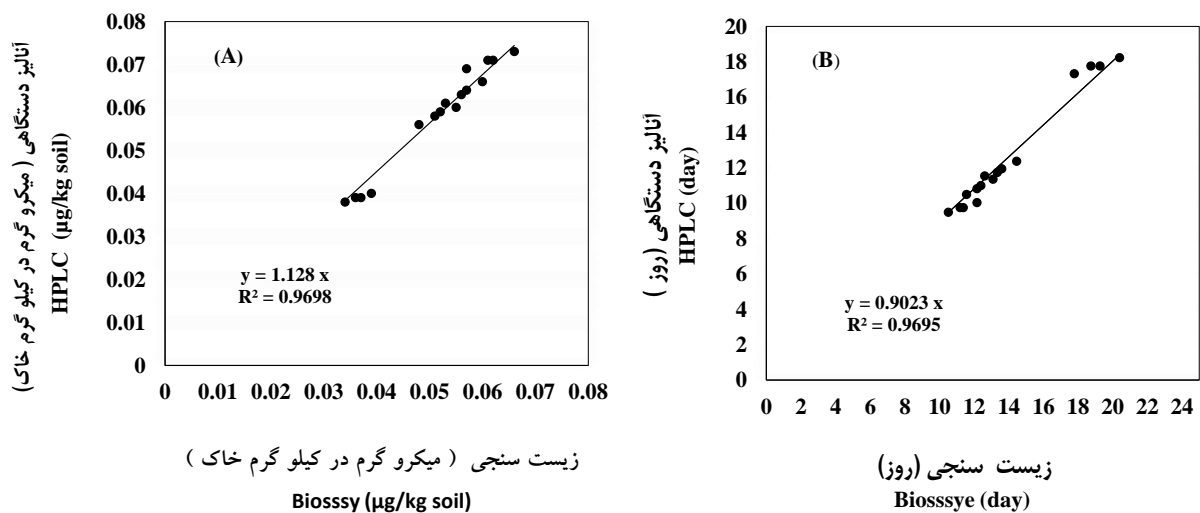 آنالیز دستگاهی ( میکرو گرم در کیلو گرم خاک)
HPLC (µg/kg soil)
0.08
0.07
0.06
0.05
0.04
0.03
0.02
0.01
0
(A)
y = 1.128 x
R² = 0.9698
0 0.01 0.02 0.03 0.04 0.05 0.06 0.07 0.08
زیست سنجی ( میکرو گرم در کیلو گرم خاک )
Biosssy (µg/kg soil)
آنالیز دستگاهی (روز )
HPLC (day)
20
18
16
14
12
10
8
6
4
2
0
(B)
y = 0.9023 x
R² = 0.9695
0 2 4 6 8 10 12 14 16 18 20 22 24
زیست سنجی (روز)
Biosssye (day)